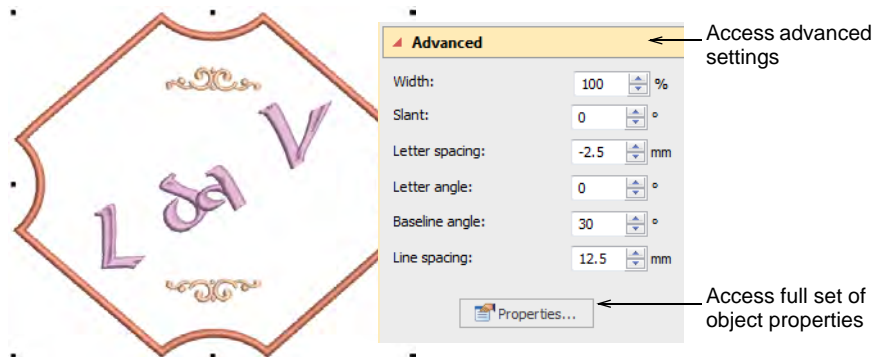 L & V
Advanced
Width: 100 %
Slant: 0 °
Letter spacing: -2.5 mm
Letter angle: 0 °
Baseline angle: 30 °
Line spacing: 12.5 mm
Properties...
Access advanced
settings
Access full set of
object properties